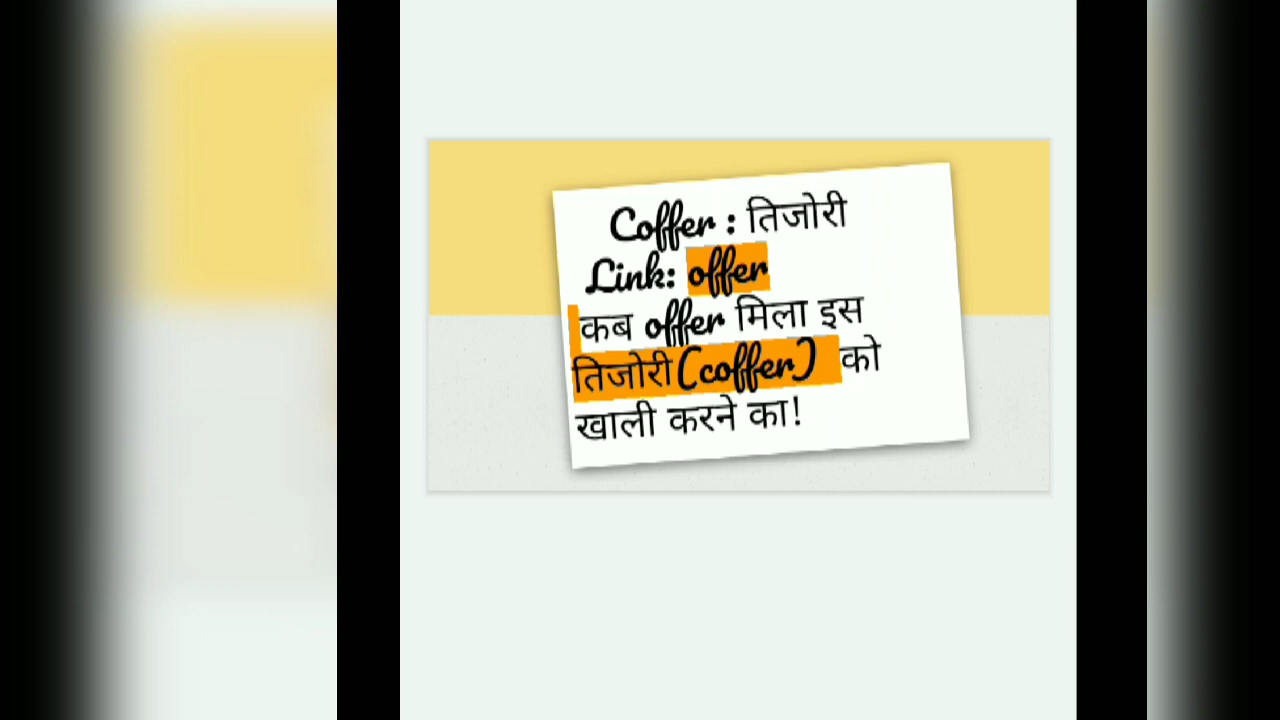 Coffer : तिजोरी
Link: offer
कब offer मिला इस
तिजोरी(coffer) को
खाली करने का!